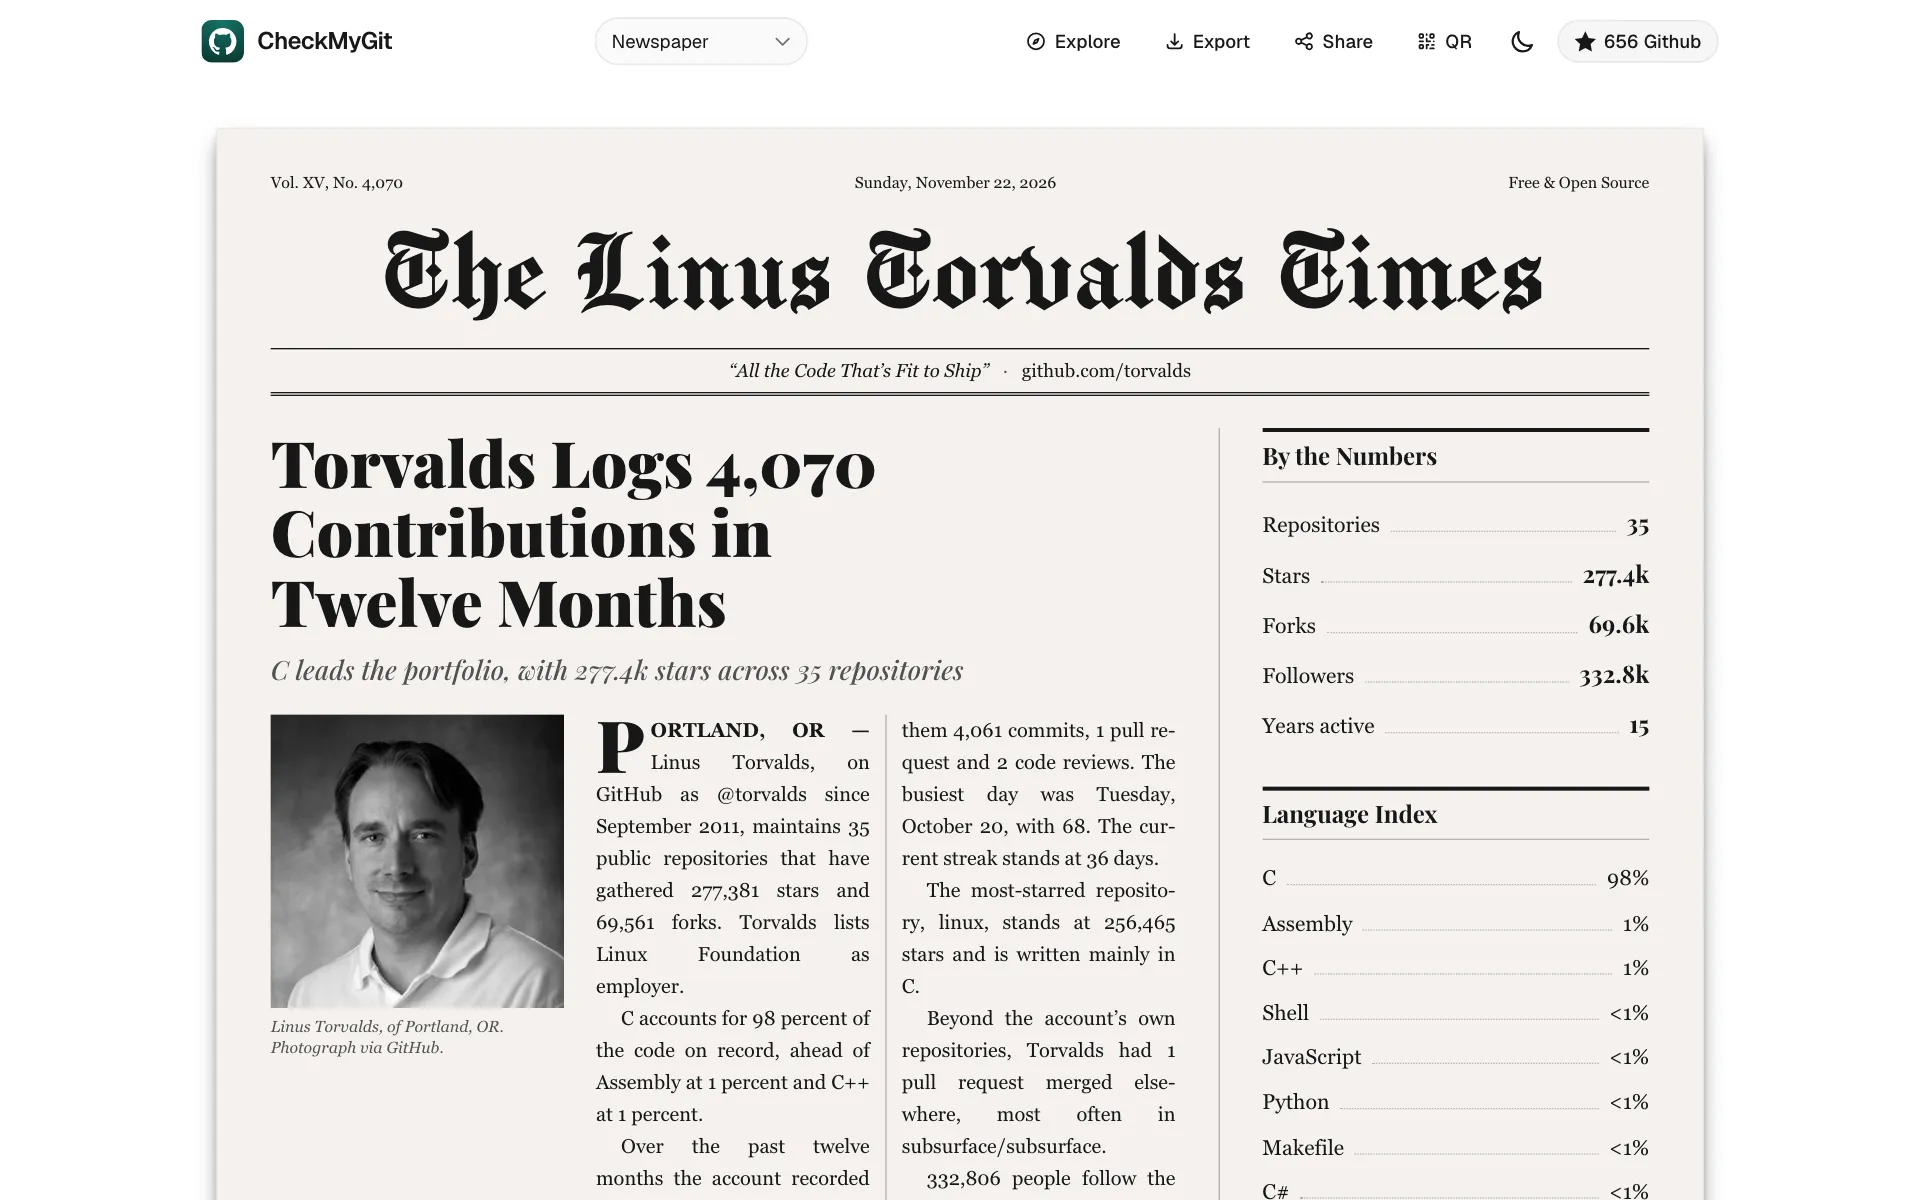 CheckMyGit
Newspaper
Explore
Export
Share
QR
656 Github
Vol. XV, No. 4,070
Sunday, November 22, 2026
Free & Open Source
The Linus Torvalds Times
“All the Code That’s Fit to Ship” · github.com/torvalds
Torvalds Logs 4,070
Contributions in
Twelve Months
C leads the portfolio, with 277.4k stars across 35 repositories
Linus Torvalds, of Portland, OR.
Photograph via GitHub.
PORTLAND, OR —
Linus Torvalds, on
GitHub as @torvalds since
September 2011, maintains 35
public repositories that have
gathered 277,381 stars and
69,561 forks. Torvalds lists
Linux Foundation as
employer.
C accounts for 98 percent of
the code on record, ahead of
Assembly at 1 percent and C++
at 1 percent.
Over the past twelve
months the account recorded
them 4,061 commits, 1 pull re-
quest and 2 code reviews. The
busiest day was Tuesday,
October 20, with 68. The cur-
rent streak stands at 36 days.
The most-starred reposito-
ry, linux, stands at 256,465
stars and is written mainly in
C.
Beyond the account’s own
repositories, Torvalds had 1
pull request merged else-
where, most often in
subsurface/subsurface.
332,806 people follow the
By the Numbers
Repositories 35
Stars 277.4k
Forks 69.6k
Followers 332.8k
Years active 15
Language Index
C 98%
Assembly 1%
C++ 1%
Shell <1%
JavaScript <1%
Python <1%
Makefile <1%
C# <1%